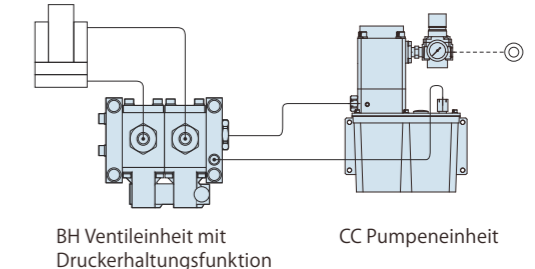 BH Ventileinheit mit
Druckerhaltungsfunktion
CC Pumpeneinheit